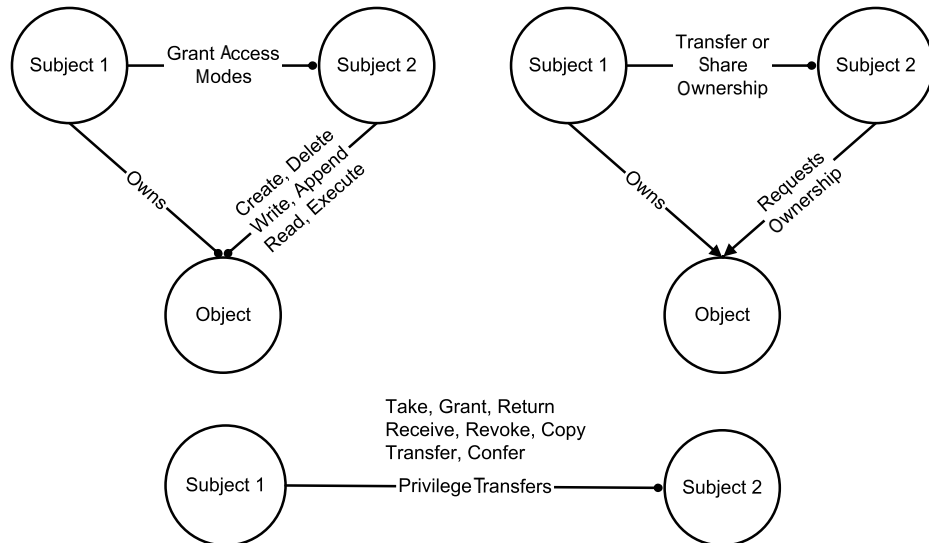 Subject 1
Grant Access
Modes
Subject 2
Owns
Create, Delete
Write, Append
Read, Execute
Object
Subject 1
Transfer or
Share
Ownership
Subject 2
Owns
Requests
Ownership
Object
Take, Grant, Return
Receive, Revoke, Copy
Transfer, Confer
Subject 1
Privilege Transfers
Subject 2